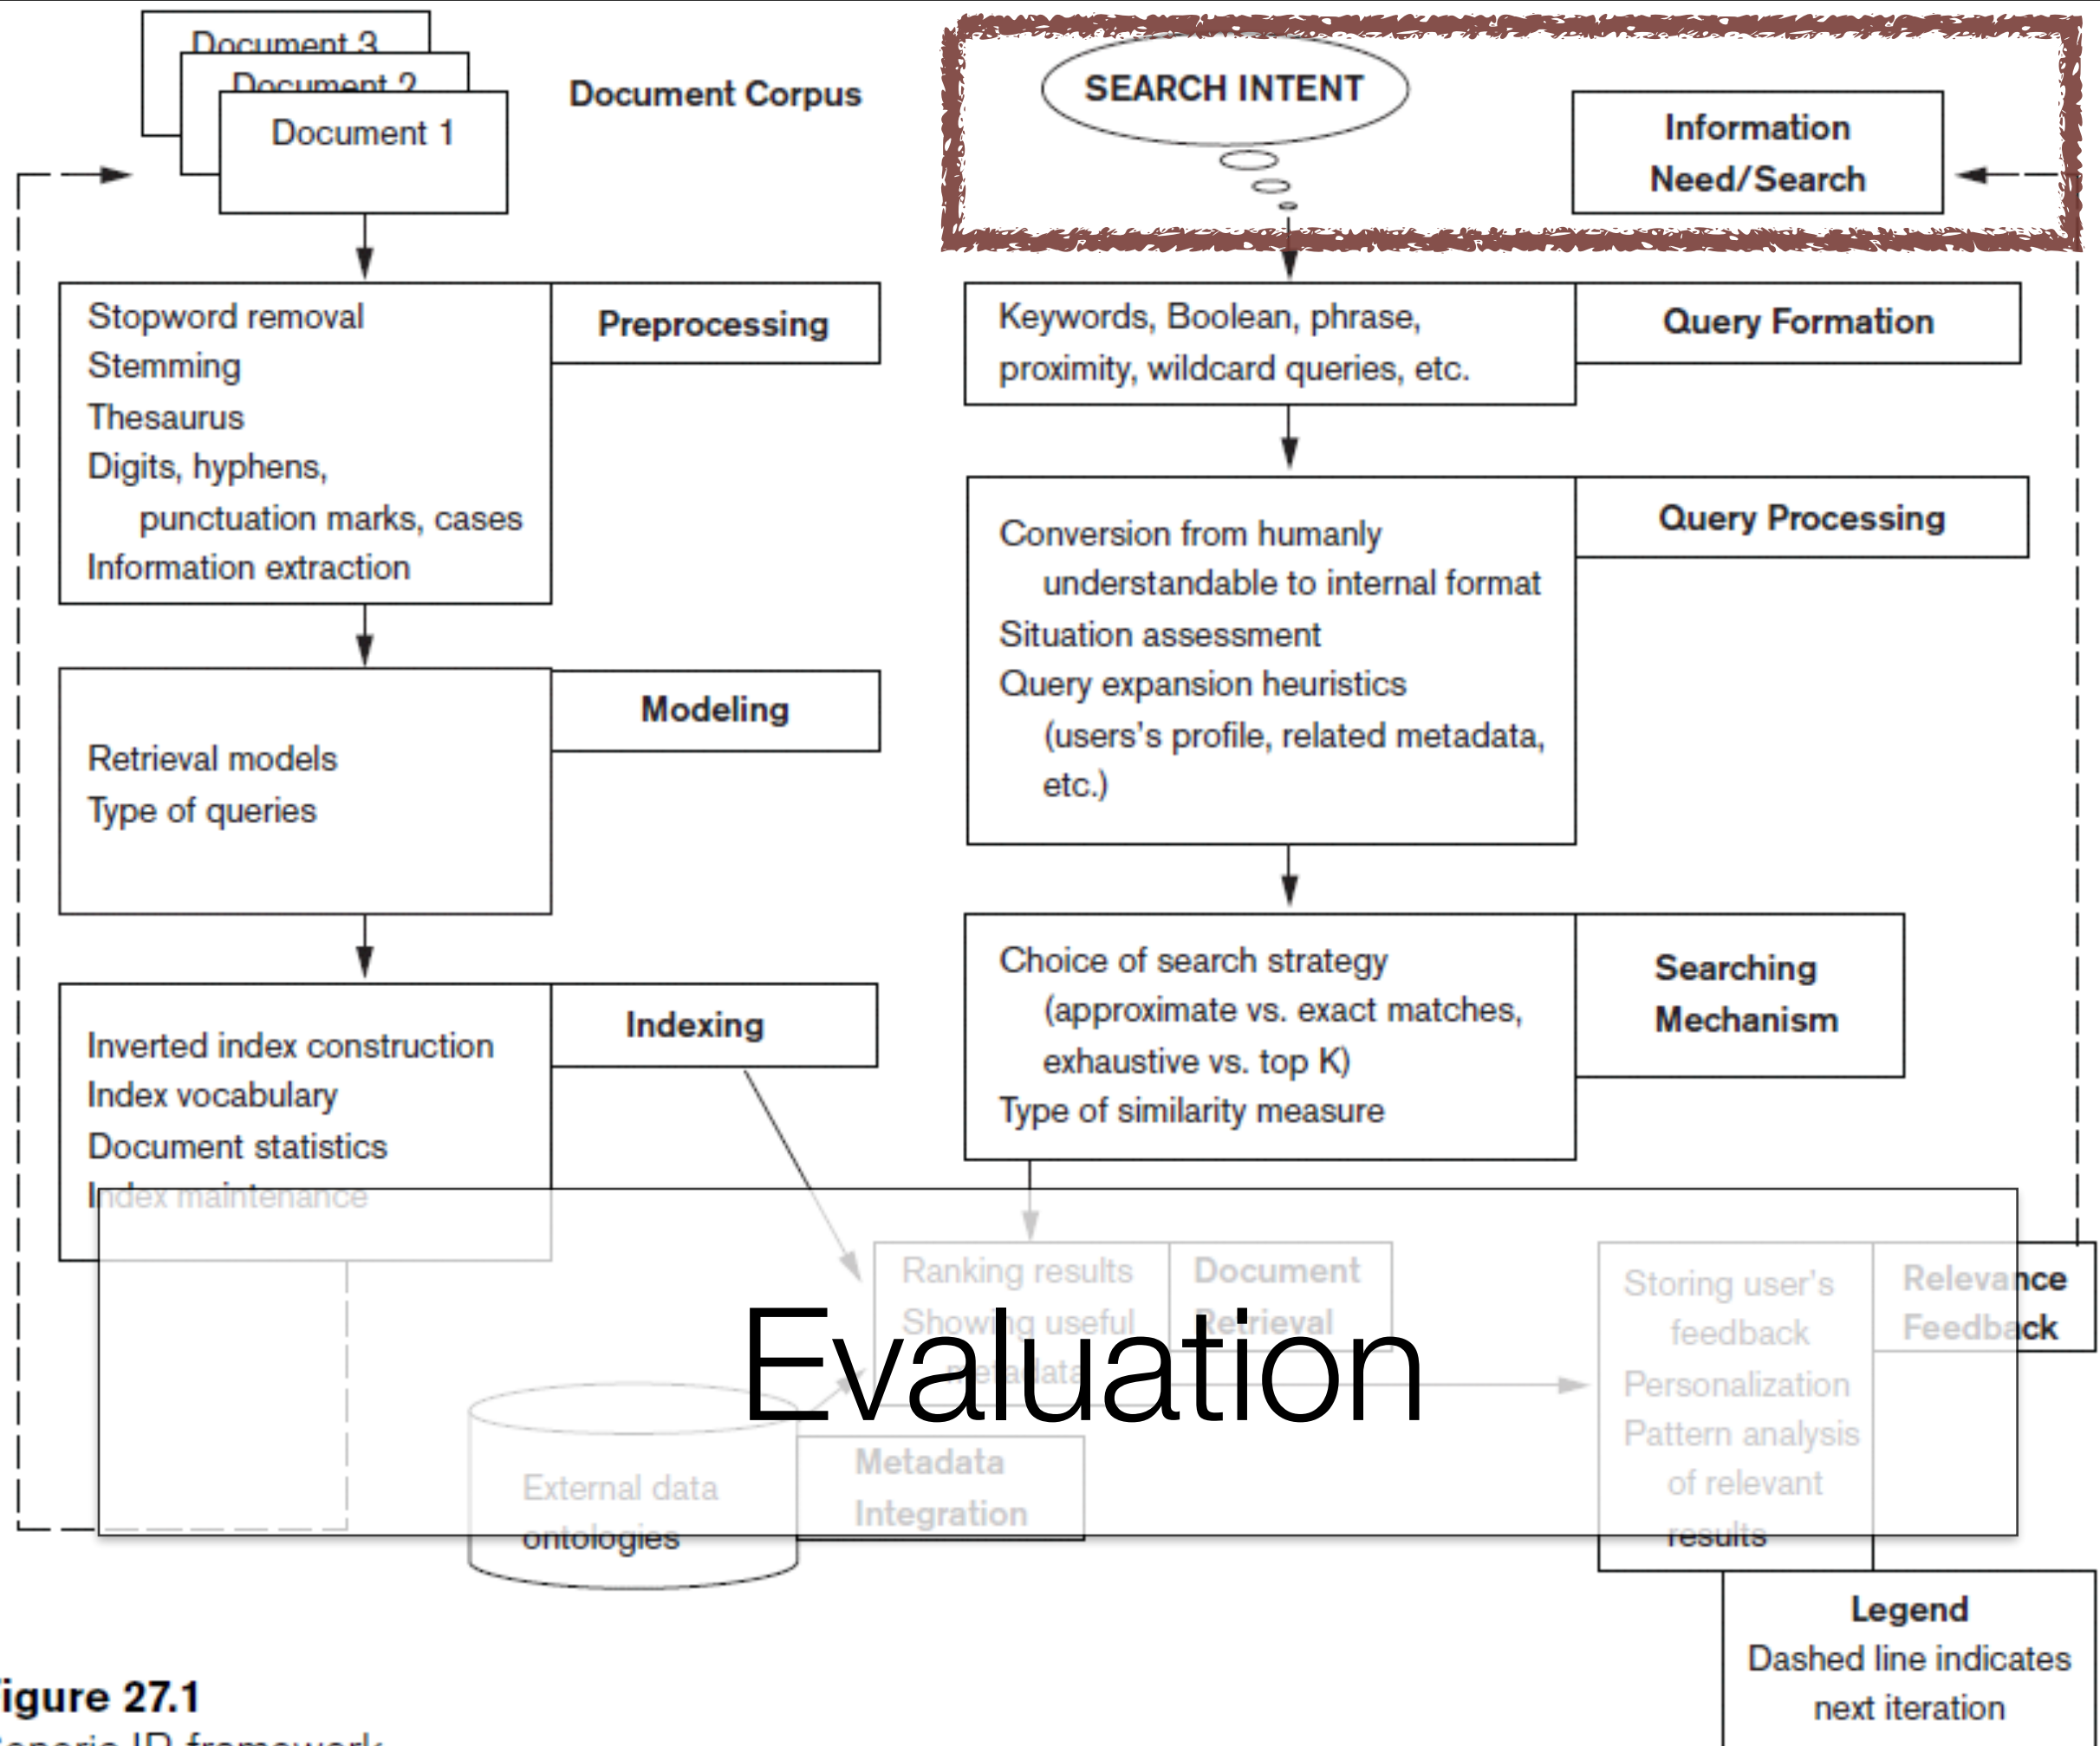 Document 3
Document 2
Document 1
Document Corpus
SEARCH INTENT
Information
Need/Search
Stopword removal
Stemming
Thesaurus
Digits, hyphens,
punctuation marks, cases
Information extraction
Preprocessing
Keywords, Boolean, phrase,
proximity, wildcard queries, etc.
Query Formation
Conversion from humanly
understandable to internal format
Situation assessment
Query expansion heuristics
(users's profile, related metadata,
etc.)
Query Processing
Retrieval models
Type of queries
Modeling
Choice of search strategy
(approximate vs. exact matches,
exhaustive vs. top K)
Type of similarity measure
Searching
Mechanism
Inverted index construction
Index vocabulary
Document statistics
Index maintenance
Indexing
Ranking results
Showing useful
metadata
Document
Retrieval
Evaluation
Storing user's
feedback
Personalization
Pattern analysis
of relevant
results
Relevance
Feedback
External data
ontologies
Metadata
Integration
Legend
Dashed line indicates
next iteration
igure 27.1
IR framework